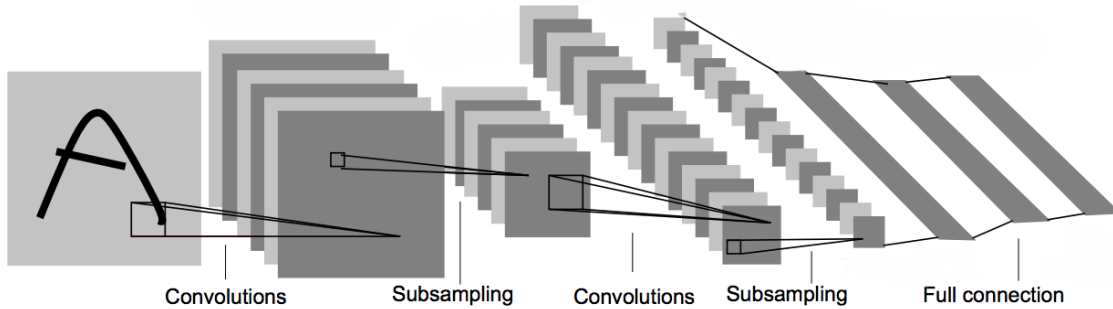 A
Convolutions
Subsampling
Convolutions
Subsampling
Full connection